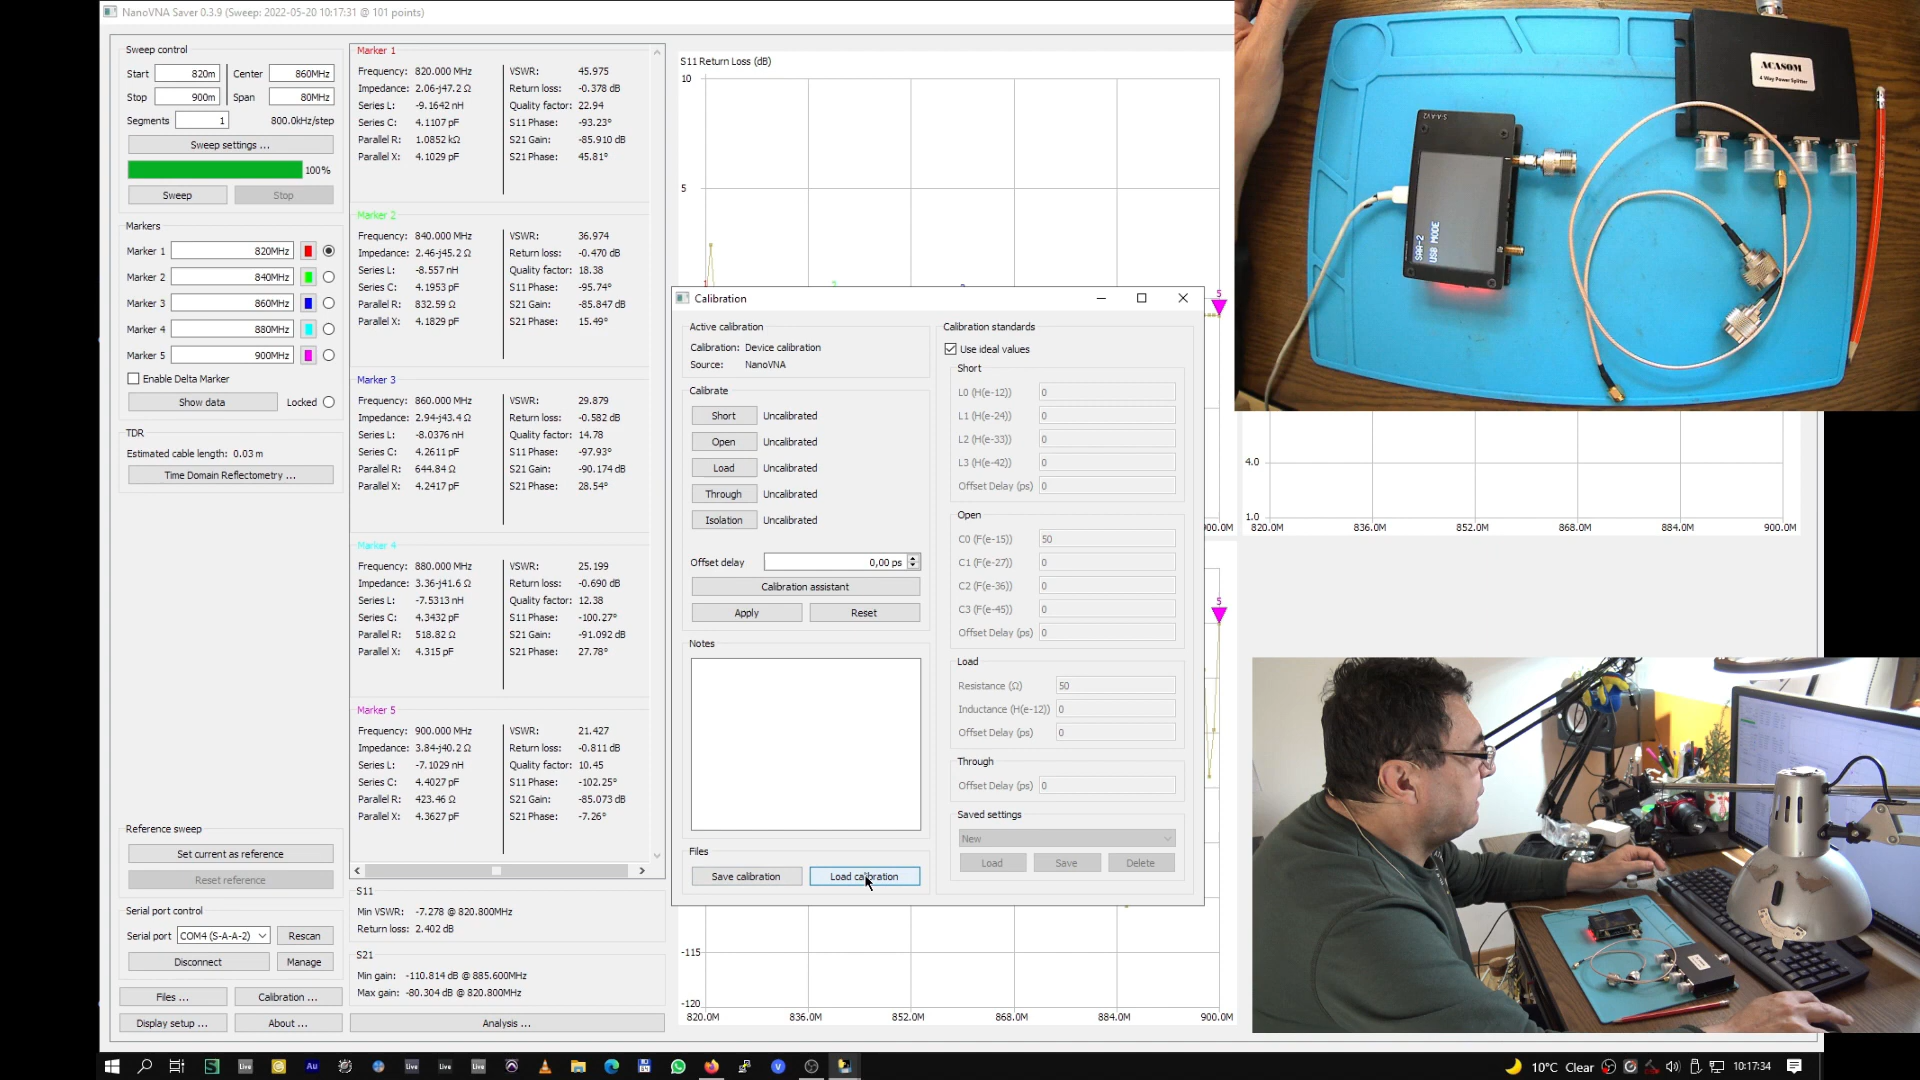 NanoVNA Saver 0.3.9 (Sweep: 2022-05-20 10:17:31 @ 101 points)
Sweep control
Start 820m Center 860MHz
Stop 900m Span 80MHz
Segments 1 800.0kHz/step
Sweep settings ...
100%
Sweep Stop
Markers
Marker 1 820MHz
Marker 2 840MHz
Marker 3 860MHz
Marker 4 880MHz
Marker 5 900MHz
Enable Delta Marker
Show data Locked
TDR
Estimated cable length: 0.03 m
Time Domain Reflectometry ...
Reference sweep
Set current as reference
Reset reference
Serial port control
Serial port COM4 (S-A-A-2) Rescan
Disconnect Manage
Files ... Calibration ...
Display setup ... About ...
Marker 1
Frequency: 820.000 MHz VSWR: 45.975
Impedance: 2.06-j47.2 Ω Return loss: -0.378 dB
Series L: -9.1642 nH Quality factor: 22.94
Series C: 4.1107 pF S11 Phase: -93.23°
Parallel R: 1.0852 kΩ S21 Gain: -85.910 dB
Parallel X: 4.1029 pF S21 Phase: 45.81°
Marker 2
Frequency: 840.000 MHz VSWR: 36.974
Impedance: 2.46-j45.2 Ω Return loss: -0.470 dB
Series L: -8.557 nH Quality factor: 18.38
Series C: 4.1953 pF S11 Phase: -95.74°
Parallel R: 832.59 Ω S21 Gain: -85.847 dB
Parallel X: 4.1829 pF S21 Phase: 15.49°
Marker 3
Frequency: 860.000 MHz VSWR: 29.879
Impedance: 2.94-j43.4 Ω Return loss: -0.582 dB
Series L: -8.0376 nH Quality factor: 14.78
Series C: 4.2611 pF S11 Phase: -97.93°
Parallel R: 644.84 Ω S21 Gain: -90.174 dB
Parallel X: 4.2417 pF S21 Phase: 28.54°
Marker 4
Frequency: 880.000 MHz VSWR: 25.199
Impedance: 3.36-j41.6 Ω Return loss: -0.690 dB
Series L: -7.5313 nH Quality factor: 12.38
Series C: 4.3432 pF S11 Phase: -100.27°
Parallel R: 518.82 Ω S21 Gain: -91.092 dB
Parallel X: 4.315 pF S21 Phase: 27.78°
Marker 5
Frequency: 900.000 MHz VSWR: 21.427
Impedance: 3.84-j40.2 Ω Return loss: -0.811 dB
Series L: -7.1029 nH Quality factor: 10.45
Series C: 4.4027 pF S11 Phase: -102.25°
Parallel R: 423.46 Ω S21 Gain: -85.073 dB
Parallel X: 4.3627 pF S21 Phase: -7.26°
S11
Min VSWR: -7.278 @ 820.800MHz
Return loss: 2.402 dB
S21
Min gain: -110.814 dB @ 885.600MHz
Max gain: -80.304 dB @ 820.800MHz
Analysis ...
S11 Return Loss (dB)
10
5
5
00.0M
5
-115
-120
820.0M 836.0M 852.0M 868.0M 884.0M 900.0M
4.0
1.0
820.0M 836.0M 852.0M 868.0M 884.0M 900.0M
Calibration
Active calibration
Calibration: Device calibration
Source: NanoVNA
Calibrate
Short Uncalibrated
Open Uncalibrated
Load Uncalibrated
Through Uncalibrated
Isolation Uncalibrated
Offset delay 0,00 ps
Calibration assistant
Apply Reset
Notes
Files
Save calibration Load calibration
Calibration standards
Use ideal values
Short
L0 (H(e-12)) 0
L1 (H(e-24)) 0
L2 (H(e-33)) 0
L3 (H(e-42)) 0
Offset Delay (ps) 0
Open
C0 (F(e-15)) 50
C1 (F(e-27)) 0
C2 (F(e-36)) 0
C3 (F(e-45)) 0
Offset Delay (ps) 0
Load
Resistance (Ω) 50
Inductance (H(e-12)) 0
Offset Delay (ps) 0
Through
Offset Delay (ps) 0
Saved settings
New
Load Save Delete
S-A-A-V2
SAA-2
USB MODE
ACASOM
4 Way Power Splitter
Live Au Live Live Live
10°C Clear 10:17:34